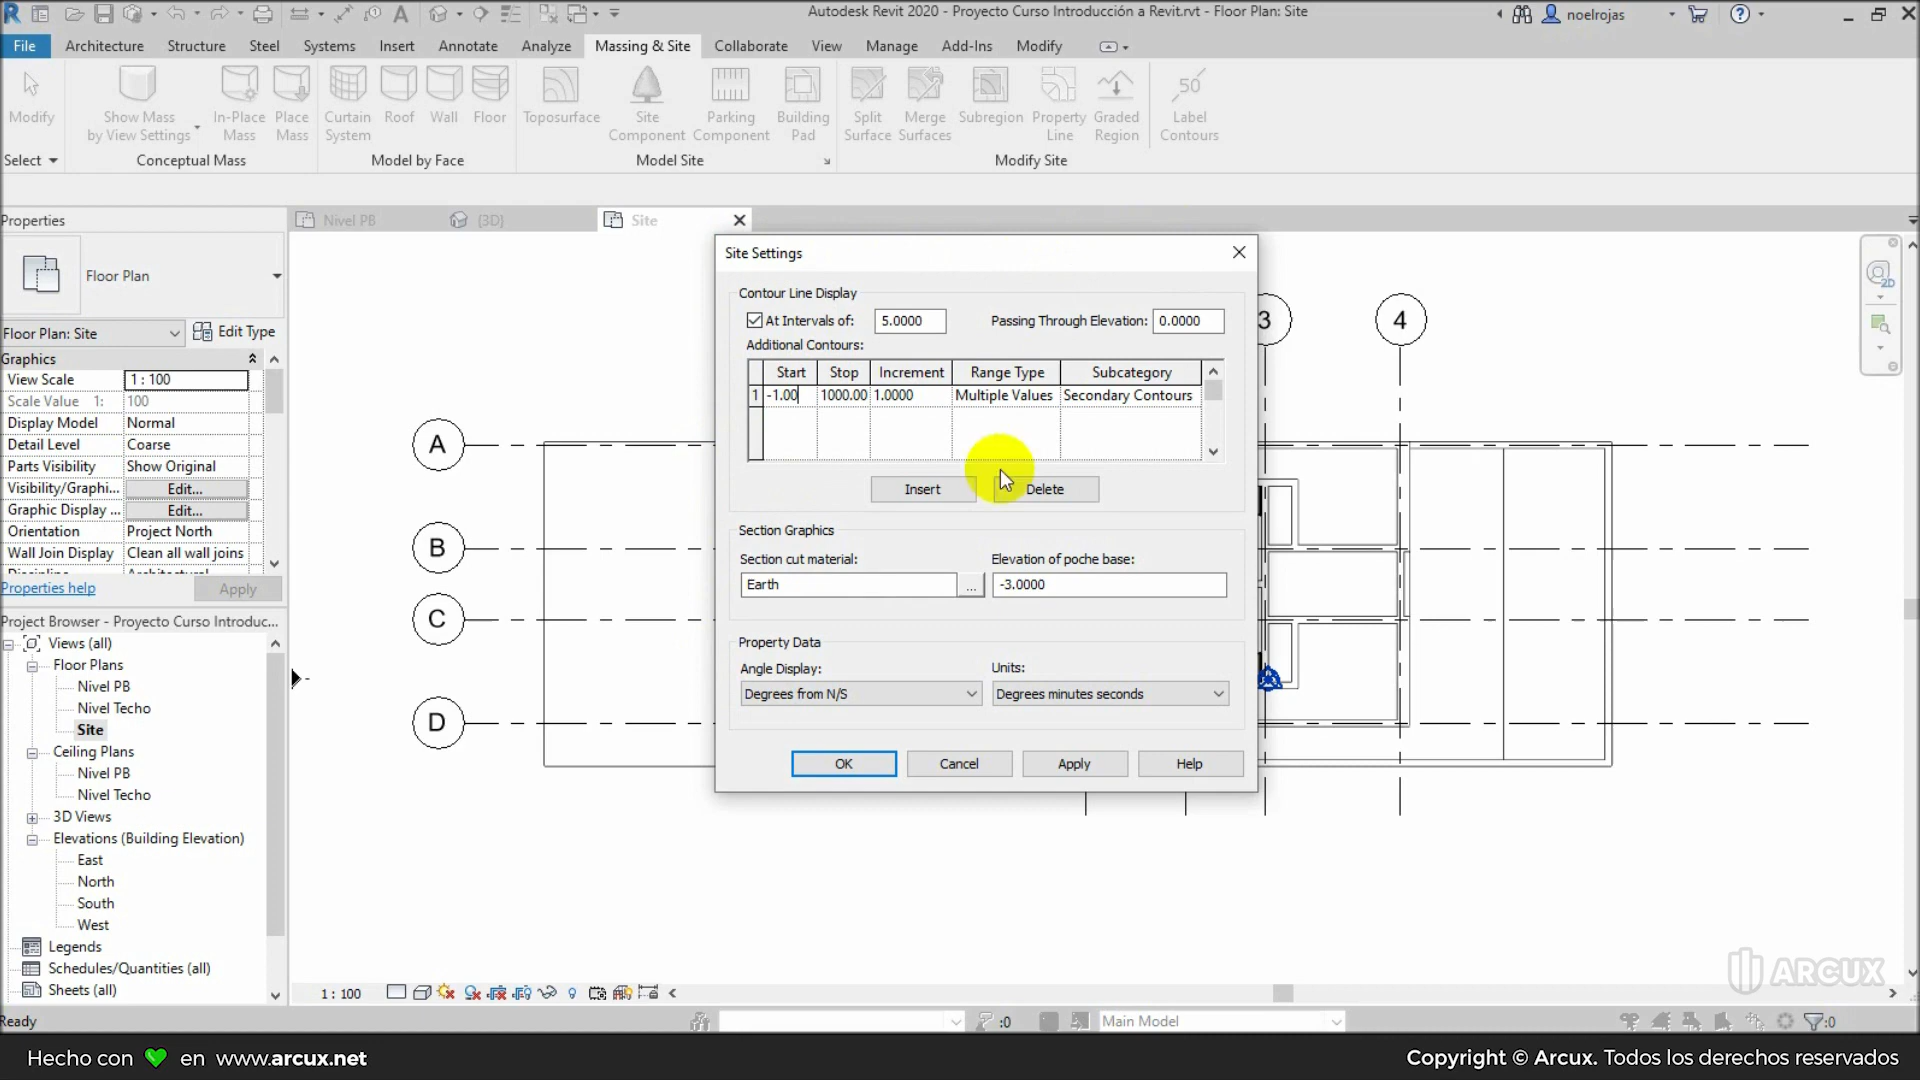 Autodesk Revit 2020 - Proyecto Curso Introducción a Revit.rvt - Floor Plan: Site
noelrojas
File Architecture Structure Steel Systems Insert Annotate Analyze Massing & Site Collaborate View Manage Add-Ins Modify
Modify
Show Mass by View Settings
In-Place Mass
Place Mass
Curtain System
Roof
Wall
Floor
Toposurface
Site Component
Parking Component
Building Pad
Split Surface
Merge Surfaces
Subregion
Property Line
Graded Region
50
Label Contours
Select
Conceptual Mass
Model by Face
Model Site
Modify Site
Properties
Nivel PB
{3D}
Site
Floor Plan
Floor Plan: Site
Edit Type
Graphics
View Scale 1 : 100
Scale Value 1: 100
Display Model Normal
Detail Level Coarse
Parts Visibility Show Original
Visibility/Graphi... Edit...
Graphic Display ... Edit...
Orientation Project North
Wall Join Display Clean all wall joins
Properties help Apply
Project Browser - Proyecto Curso Introduc...
Views (all)
Floor Plans
Nivel PB
Nivel Techo
Site
Ceiling Plans
Nivel PB
Nivel Techo
3D Views
Elevations (Building Elevation)
East
North
South
West
Legends
Schedules/Quantities (all)
Sheets (all)
A
B
C
D
3
4
2D
Site Settings
Contour Line Display
At Intervals of: 5.0000 Passing Through Elevation: 0.0000
Additional Contours:
Start Stop Increment Range Type Subcategory
1 -1.00 1000.00 1.0000 Multiple Values Secondary Contours
Insert Delete
Section Graphics
Section cut material: Elevation of poche base:
Earth ... -3.0000
Property Data
Angle Display: Units:
Degrees from N/S Degrees minutes seconds
OK Cancel Apply Help
ARCUX
1 : 100
Ready
:0
Main Model
:0
Hecho con en www.arcux.net
Copyright © Arcux. Todos los derechos reservados